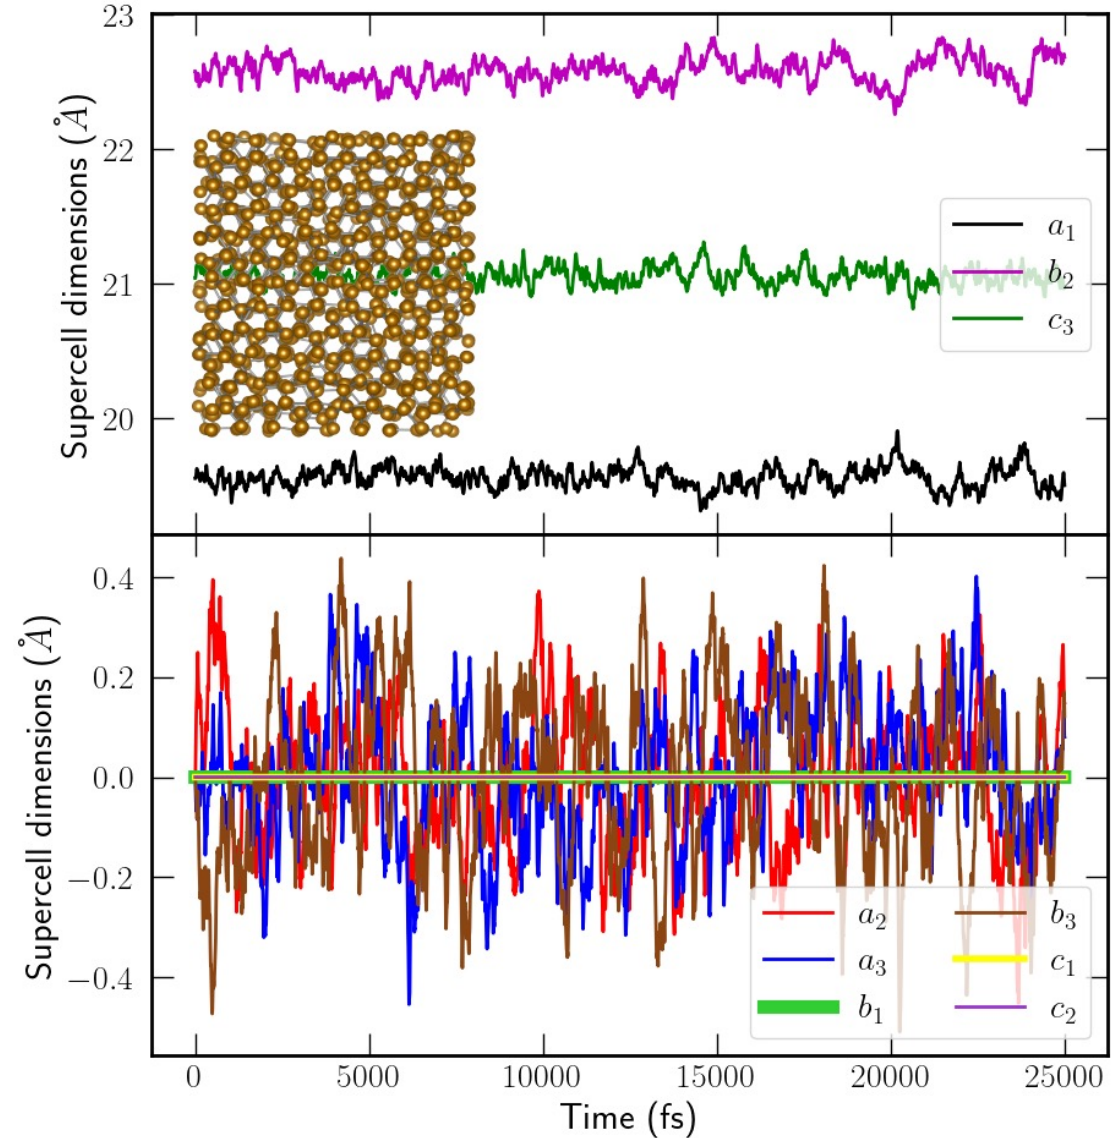 23
22
21
20
Supercell dimensions (Å)
a₁
b₂
c₃
0.4
0.2
0.0
−0.2
−0.4
Supercell dimensions (Å)
a₂ b₃
a₃ c₁
b₁ c₂
0 5000 10000 15000 20000 25000
Time (fs)